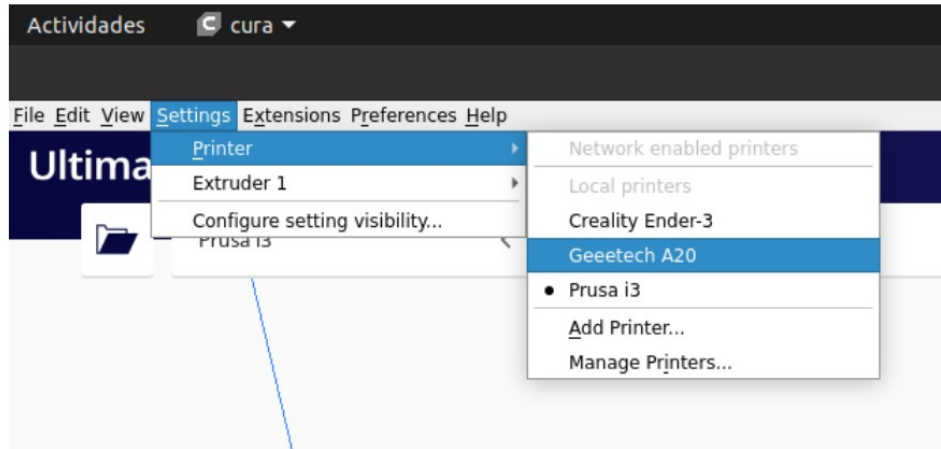 Actividades cura
File Edit View Settings Extensions Preferences Help
Ultima
Printer
Extruder 1
Configure setting visibility...
Prusa i3
Network enabled printers
Local printers
Creality Ender-3
Geeetech A20
Prusa i3
Add Printer...
Manage Printers...